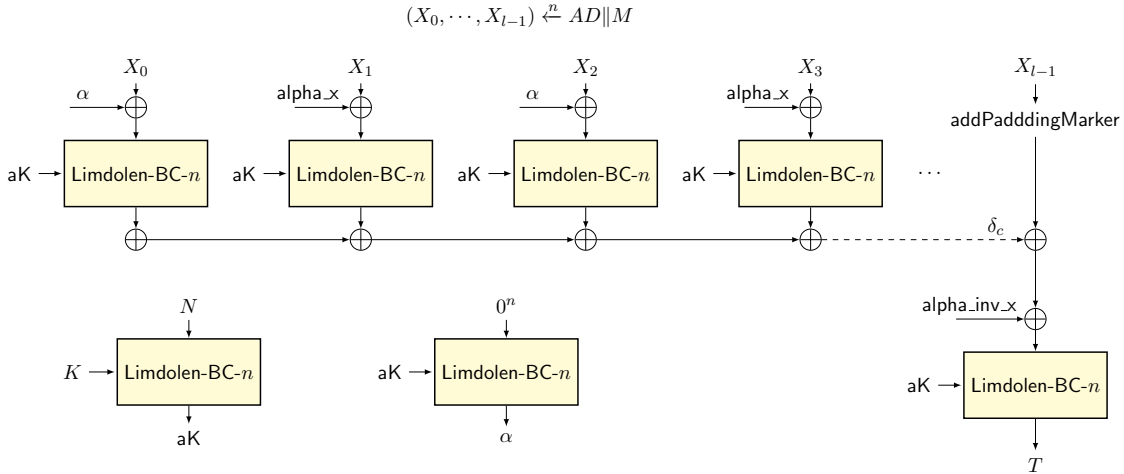 (X_0, ⋯, X_{l−1}) ←^n AD∥M
X_0 X_1 X_2 X_3 X_{l−1}
α alpha_x α alpha_x addPadddingMarker
aK Limdolen-BC-n aK Limdolen-BC-n aK Limdolen-BC-n aK Limdolen-BC-n ⋯
δ_c
N 0^n alpha_inv_x
K Limdolen-BC-n aK Limdolen-BC-n aK Limdolen-BC-n
aK α T